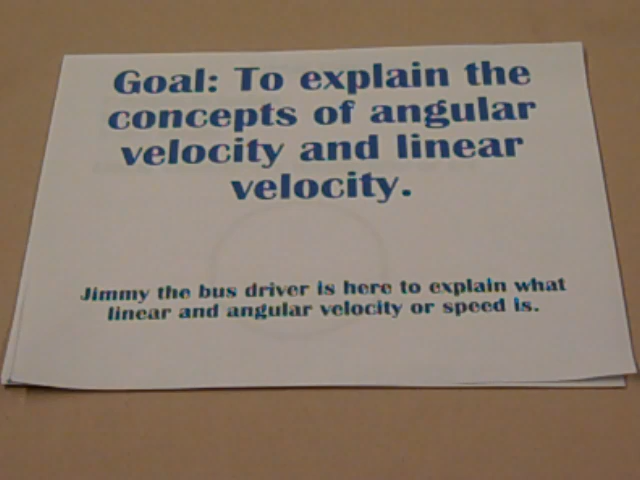 Goal: To explain the
concepts of angular
velocity and linear
velocity.
Jimmy the bus driver is here to explain what
linear and angular velocity or speed is.